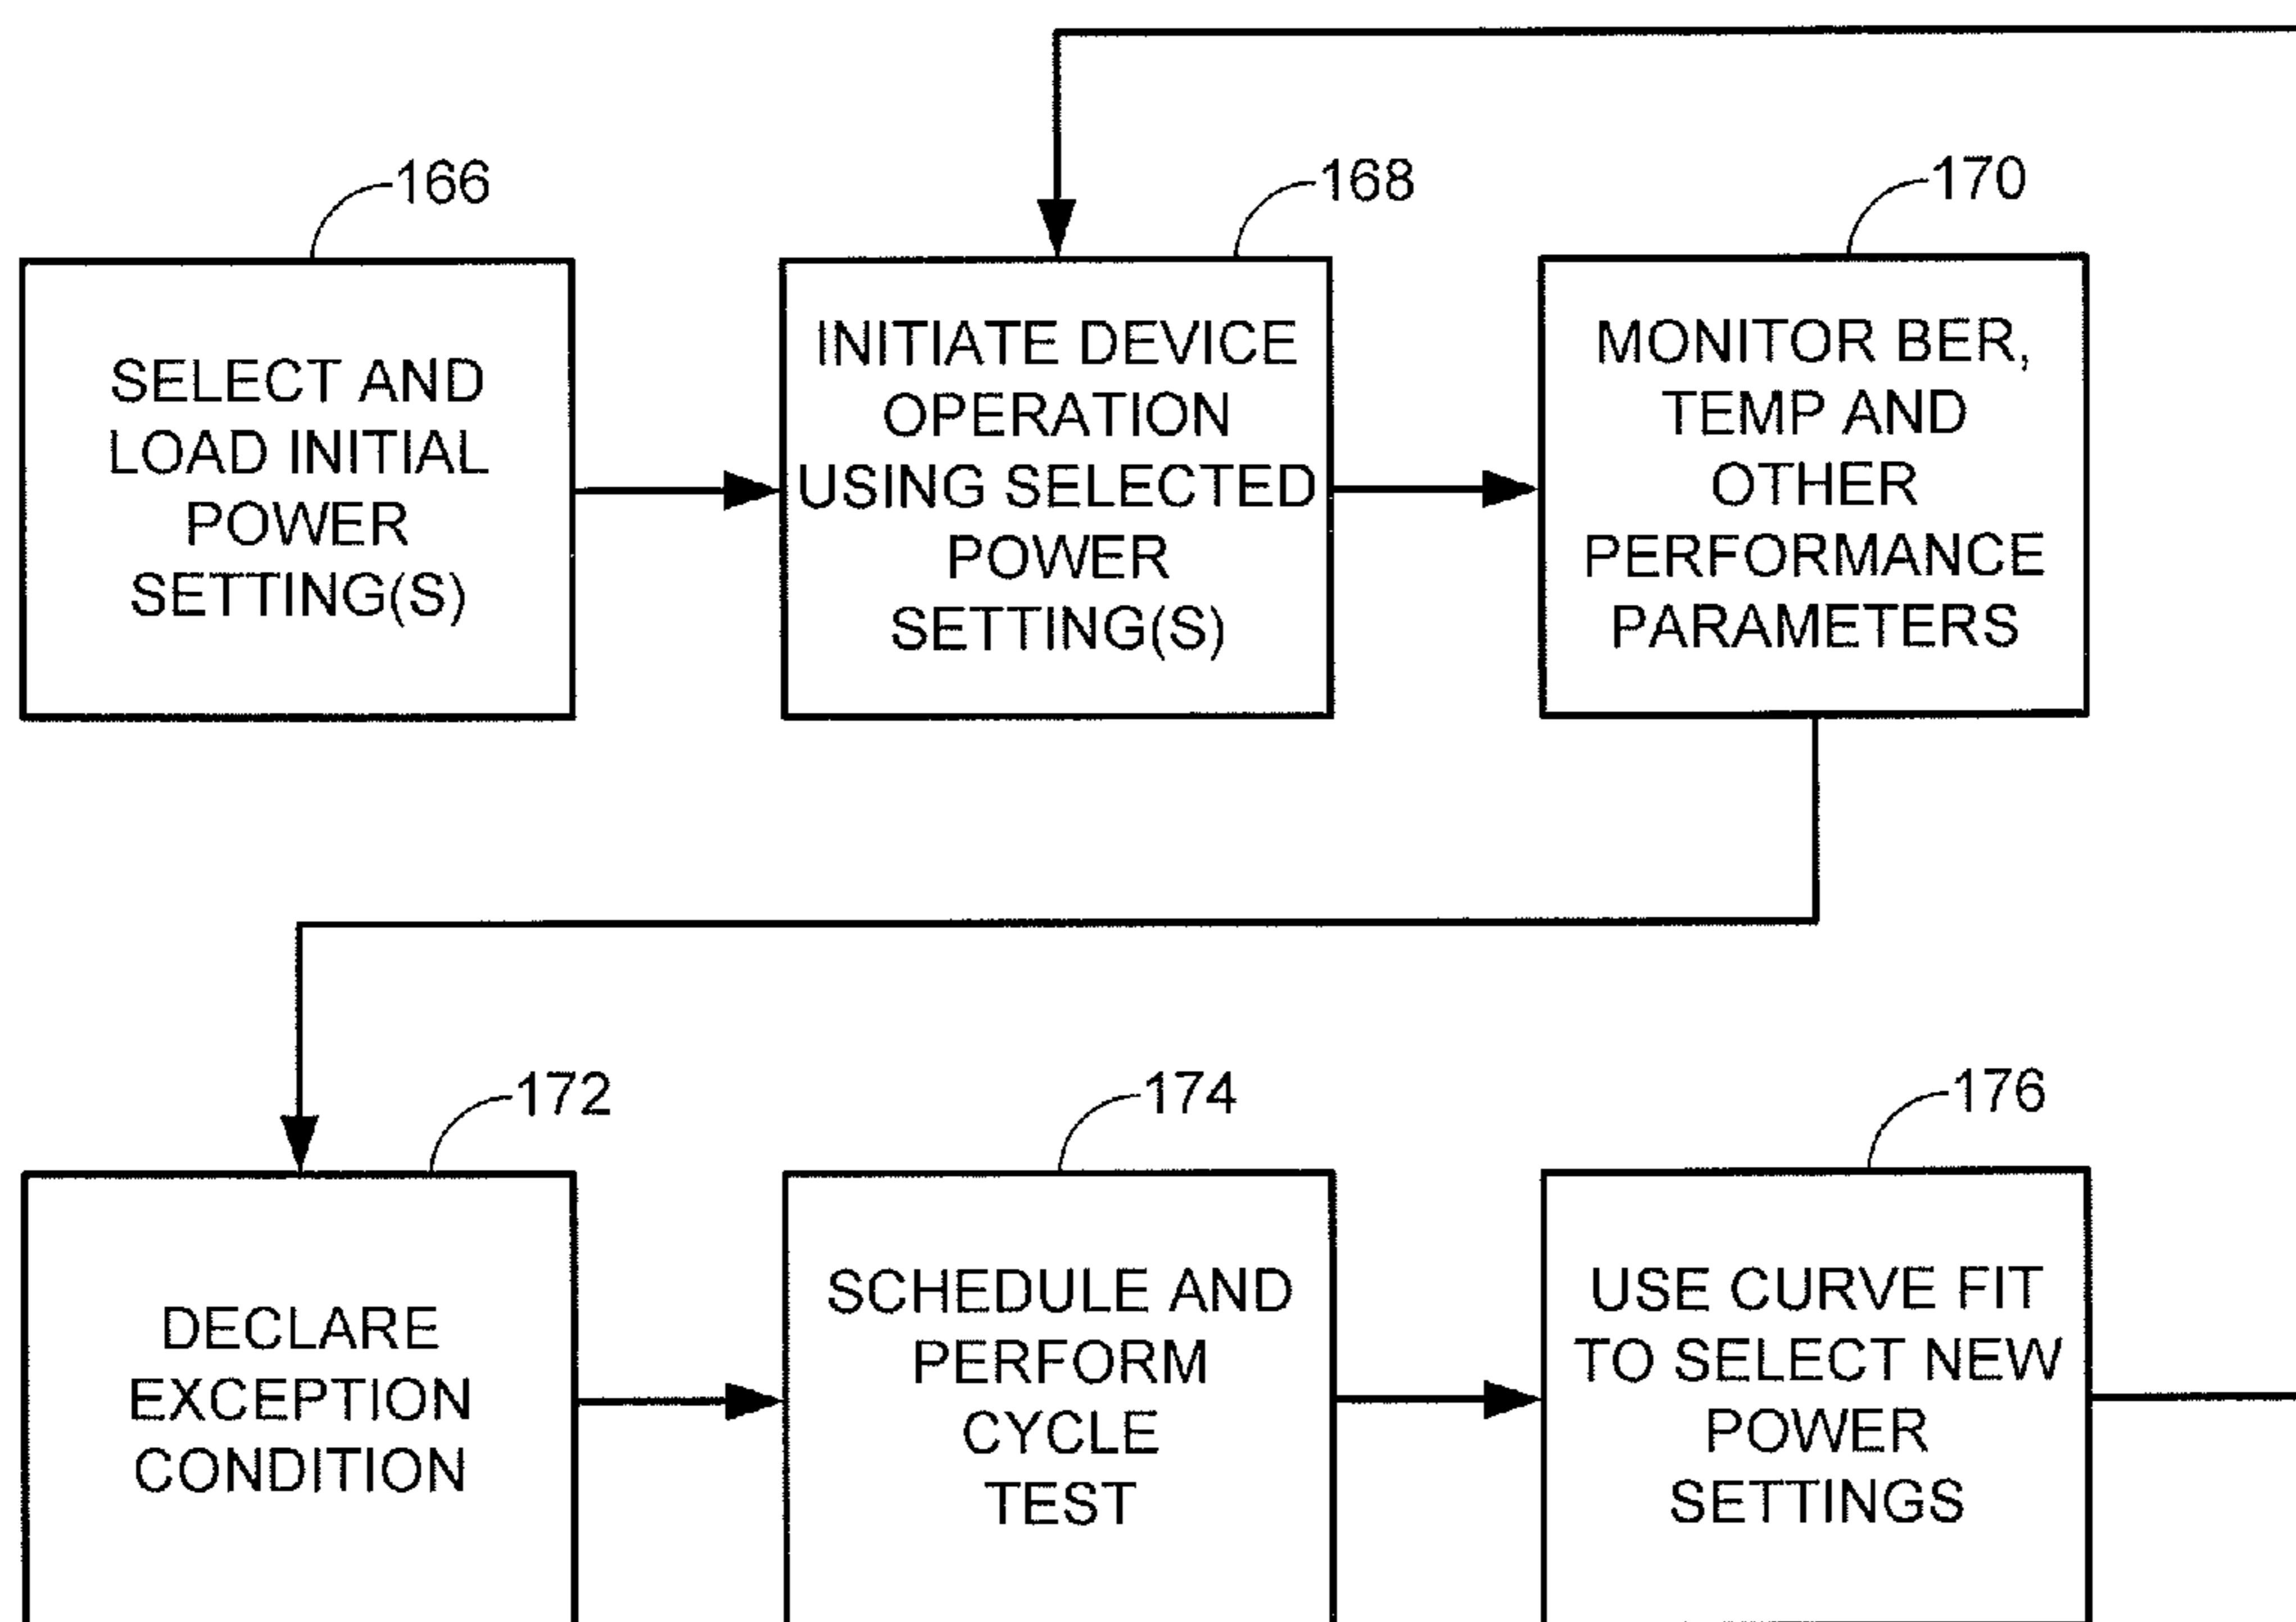 166
SELECT AND
LOAD INITIAL
POWER
SETTING(S)
168
INITIATE DEVICE
OPERATION
USING SELECTED
POWER
SETTING(S)
170
MONITOR BER,
TEMP AND
OTHER
PERFORMANCE
PARAMETERS
172
DECLARE
EXCEPTION
CONDITION
174
SCHEDULE AND
PERFORM
CYCLE
TEST
176
USE CURVE FIT
TO SELECT NEW
POWER
SETTINGS